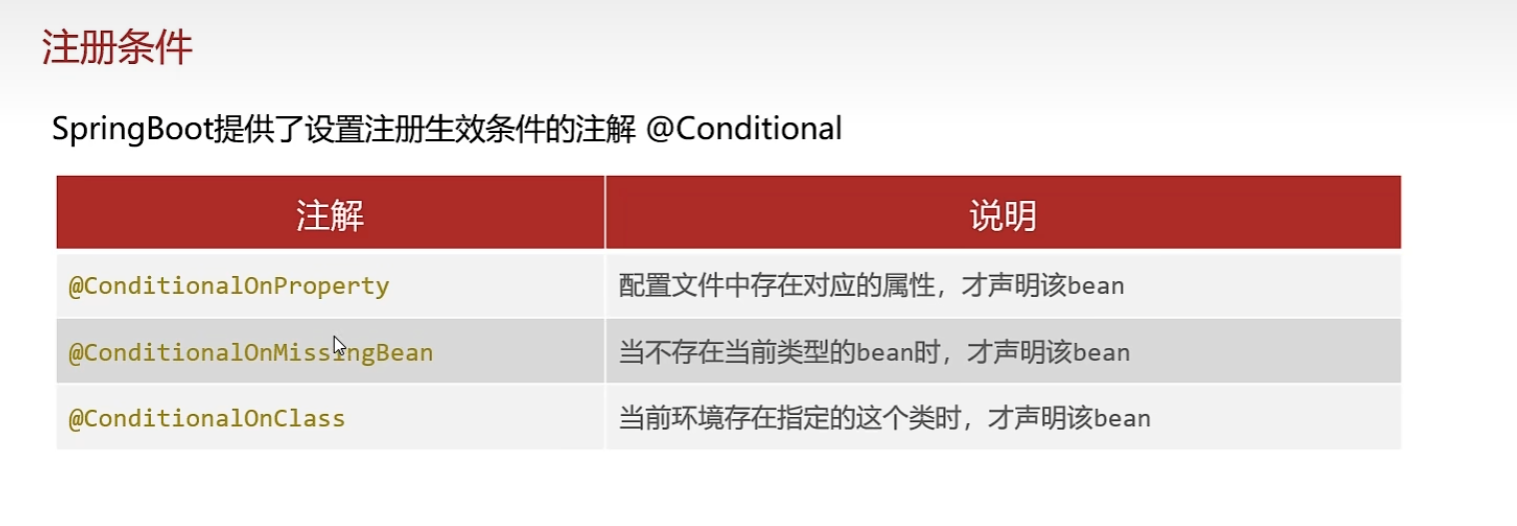 注册条件
SpringBoot提供了设置注册生效条件的注解 @Conditional
注解 说明
@ConditionalOnProperty 配置文件中存在对应的属性，才声明该bean
@ConditionalOnMissingBean 当不存在当前类型的bean时，才声明该bean
@ConditionalOnClass 当前环境存在指定的这个类时，才声明该bean